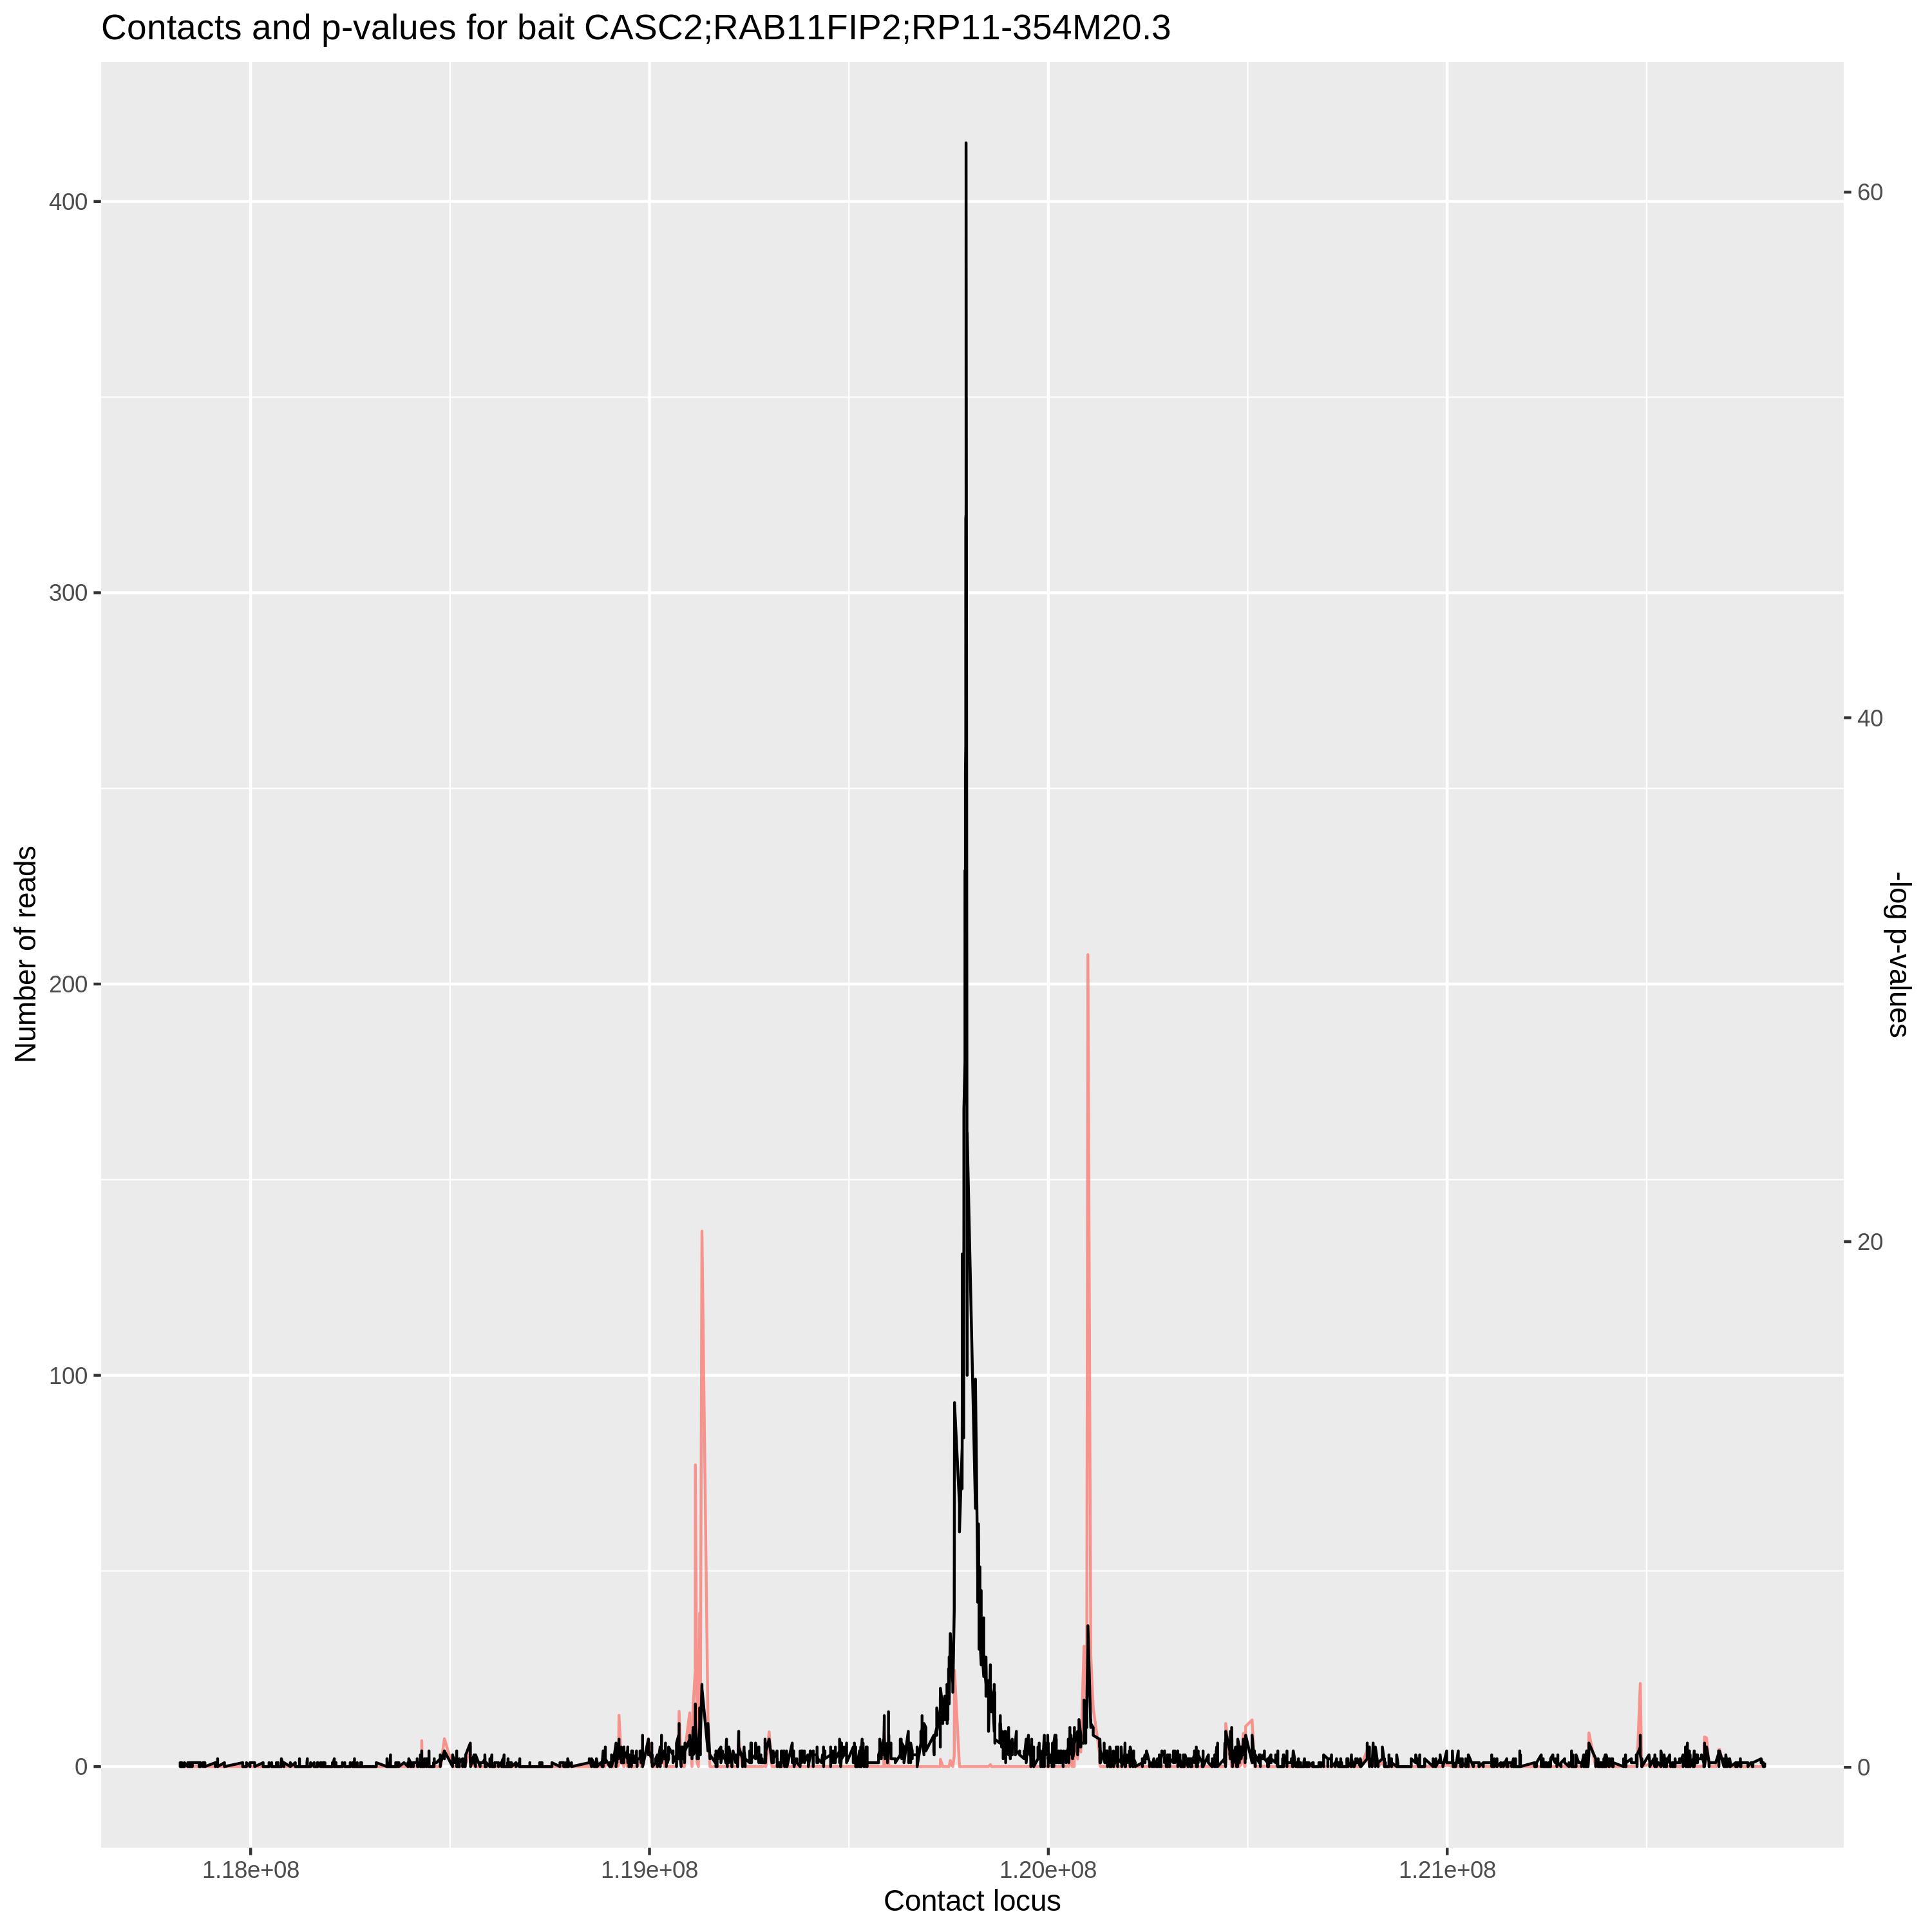 Contacts and p-values for bait CASC2;RAB11FIP2;RP11-354M20.3
400
300
200
100
0
Number of reads
60
40
20
0
-log p-values
1.18e+08
1.19e+08
1.20e+08
1.21e+08
Contact locus